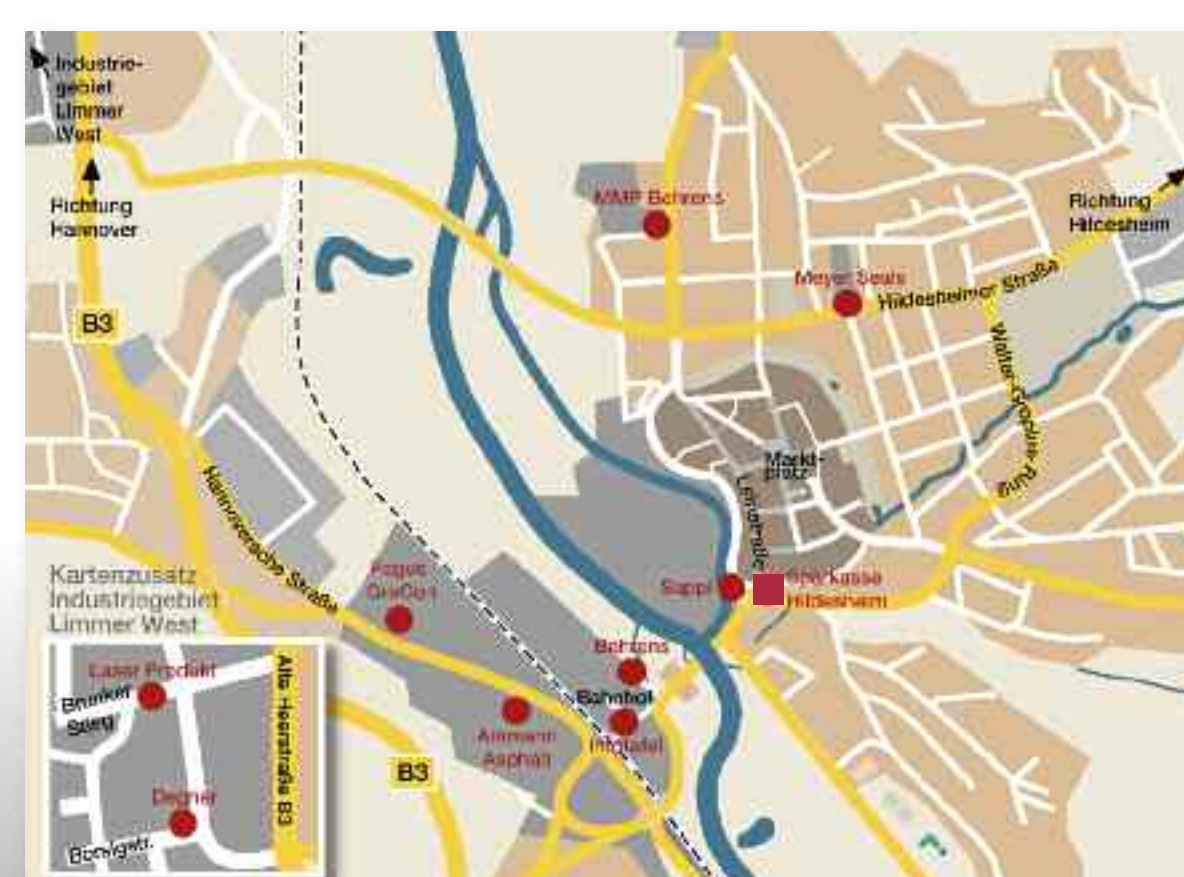 Industrie-
gebiet
Limmer
West
Richtung
Hannover
B3
MMP Behrens
Meyer Seals
Hildesheimer Straße
Richtung
Hildesheim
Walter-Gropius-Ring
Markt-
platz
Leinstraße
Hannoversche Straße
Sappi
Sparkasse
Hildesheim
Fagus
GreCon
Behrens
Bahnhof
Infotafel
Ammann
Asphalt
B3
Kartenzusatz
Industriegebiet
Limmer West
Laser Produkt
Brunker
Stieg
Degner
Borsigstr.
Alte Heerstraße B3